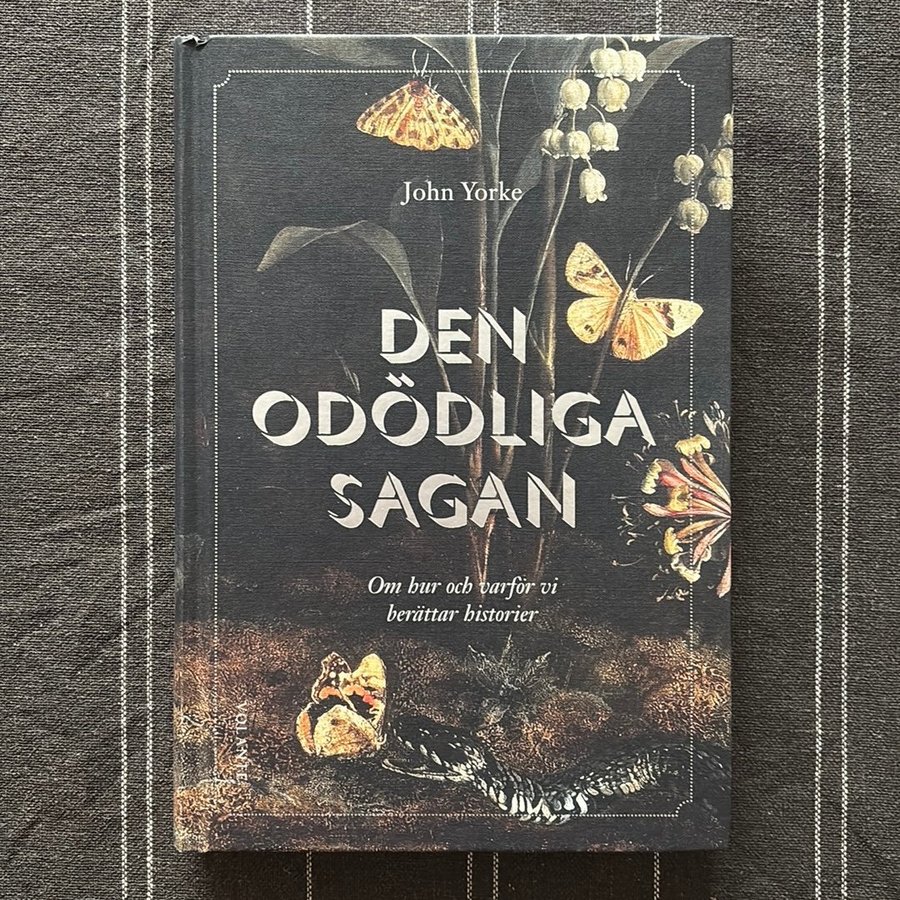 John Yorke
DEN
ODÖDLIGA
SAGAN
Om hur och varför vi
berättar historier
VOLANTE